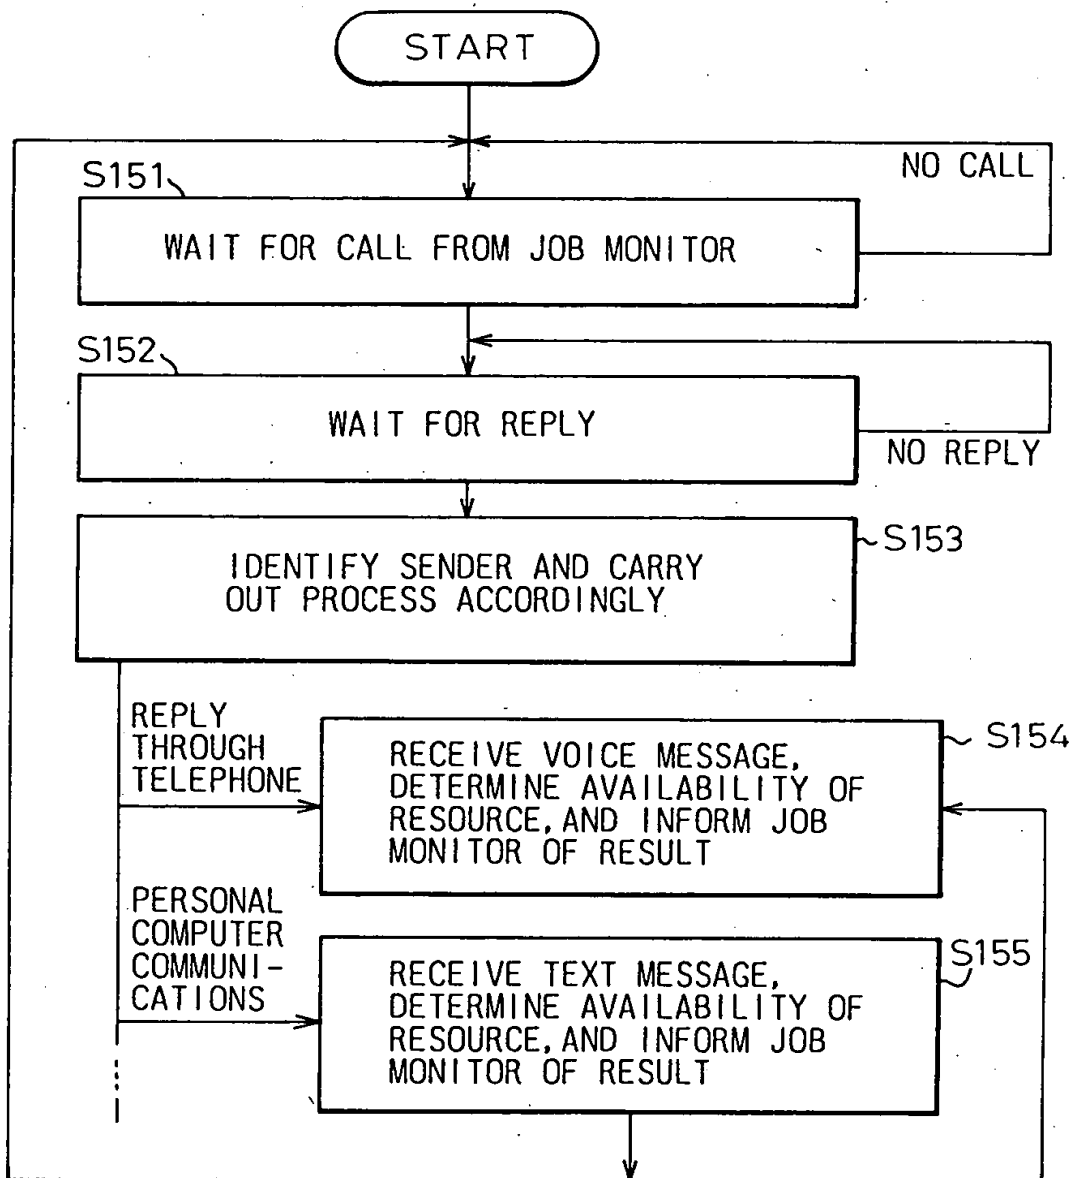 START
NO CALL
S151
WAIT FOR CALL FROM JOB MONITOR
S152
WAIT FOR REPLY
NO REPLY
S153
IDENTIFY SENDER AND CARRY
OUT PROCESS ACCORDINGLY
REPLY
THROUGH
TELEPHONE
S154
RECEIVE VOICE MESSAGE,
DETERMINE AVAILABILITY OF
RESOURCE, AND INFORM JOB
MONITOR OF RESULT
PERSONAL
COMPUTER
COMMUNI-
CATIONS
S155
RECEIVE TEXT MESSAGE,
DETERMINE AVAILABILITY OF
RESOURCE, AND INFORM JOB
MONITOR OF RESULT